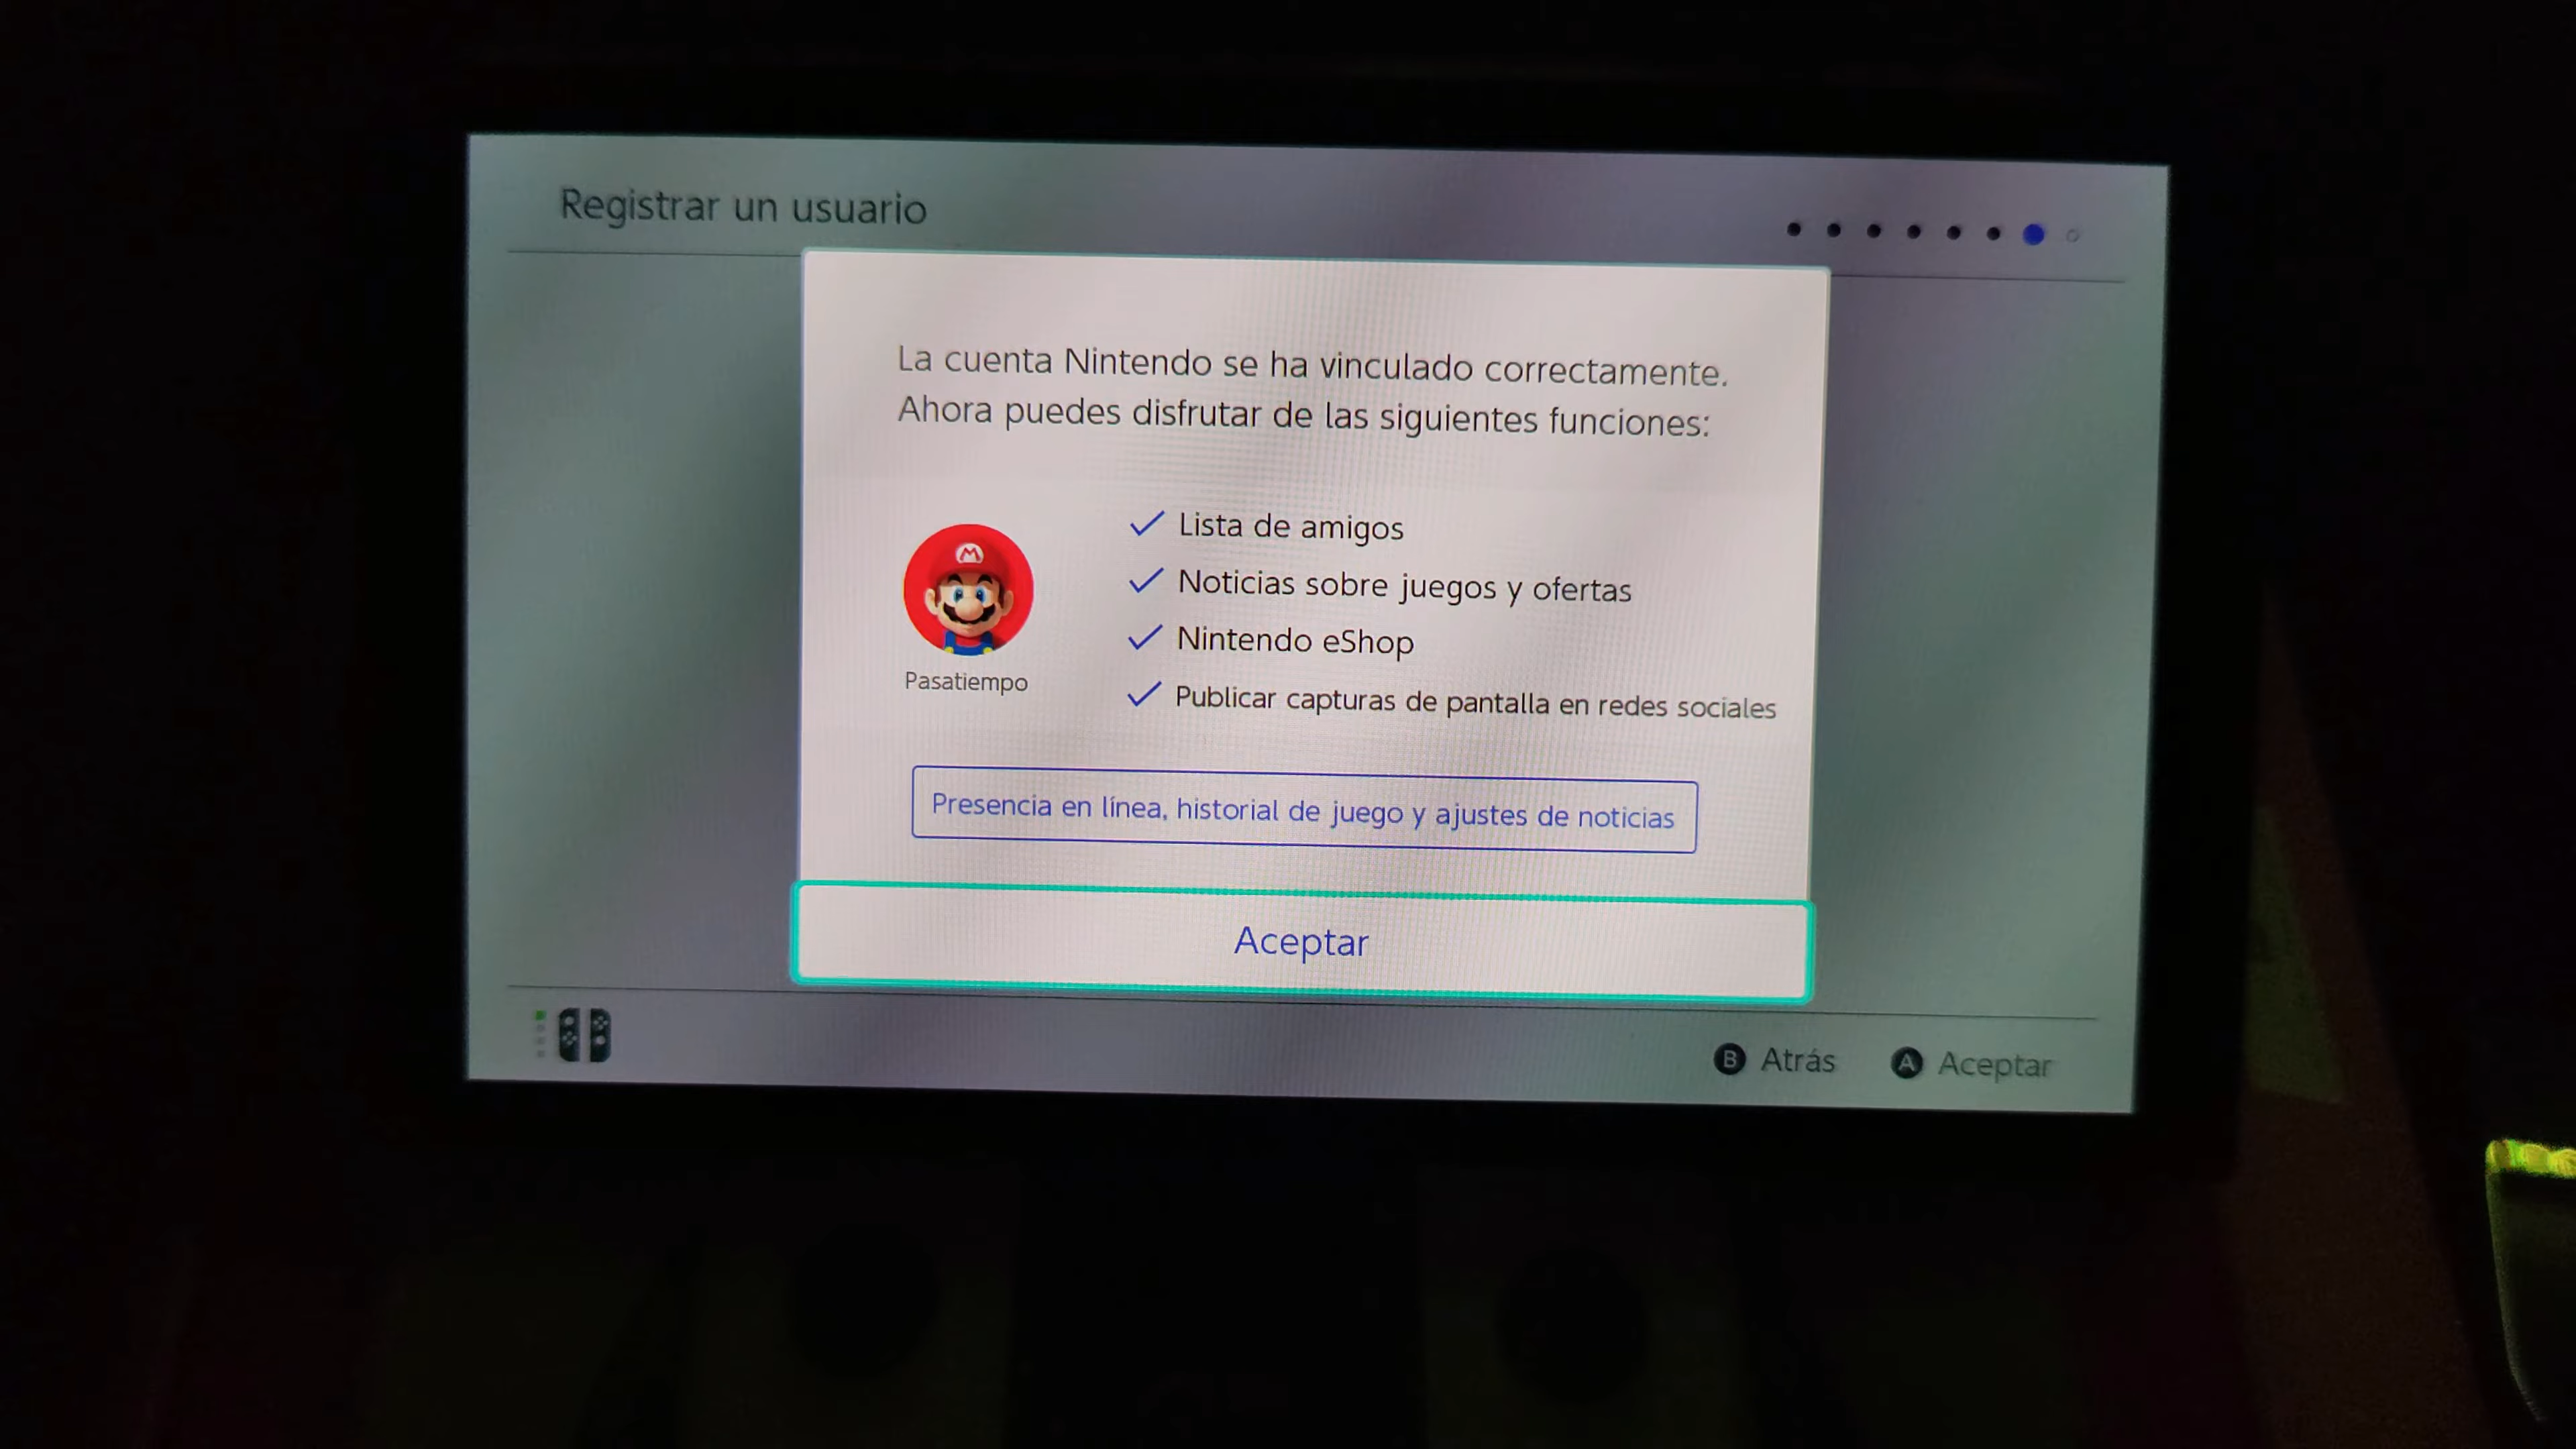 Registrar un usuario
La cuenta Nintendo se ha vinculado correctamente.
Ahora puedes disfrutar de las siguientes funciones:
M
Lista de amigos
Noticias sobre juegos y ofertas
Nintendo eShop
Pasatiempo
Publicar capturas de pantalla en redes sociales
Presencia en línea, historial de juego y ajustes de noticias
Aceptar
B Atrás A Aceptar